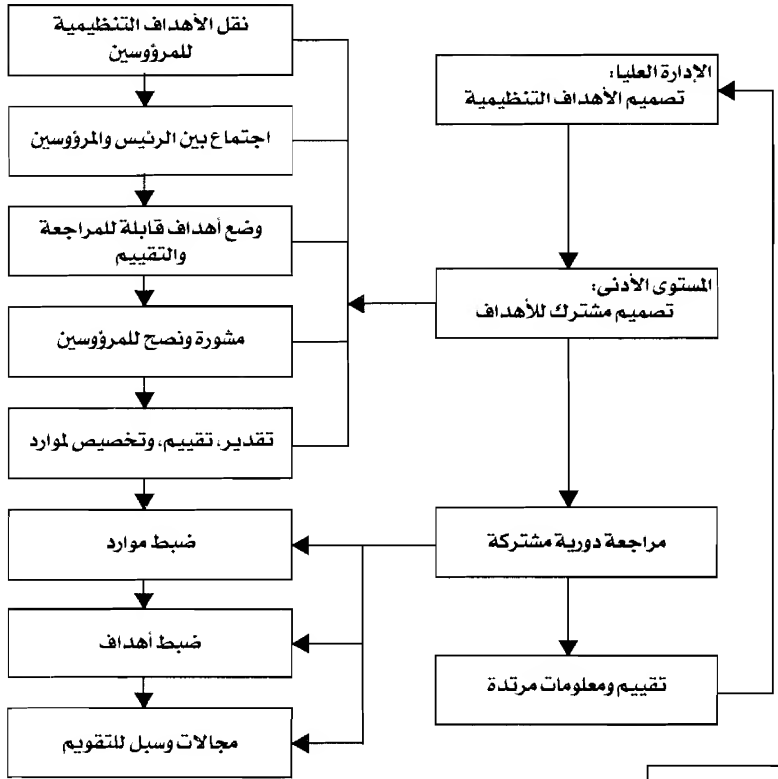 الإدارة العليا:
تصميم الأهداف التنظيمية
المستوى الأدنى:
تصميم مشترك للأهداف
مراجعة دورية مشتركة
تقييم ومعلومات مرتدة
نقل الأهداف التنظيمية
للمرؤوسين
اجتماع بين الرئيس والمرؤوسين
وضع أهداف قابلة للمراجعة
والتقييم
مشورة ونصح للمرؤوسين
تقدير، تقييم، وتخصيص لموارد
ضبط موارد
ضبط أهداف
مجالات وسبل للتقويم